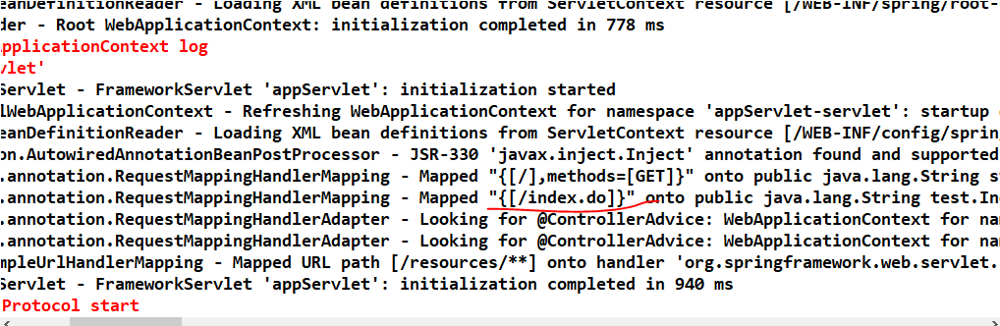 eanDefinitionReader - Loading XML bean definitions from ServletContext resource [/WEB-INF/spring/root-
der - Root WebApplicationContext: initialization completed in 778 ms
pplicationContext log
vlet'
Servlet - FrameworkServlet 'appServlet': initialization started
lWebApplicationContext - Refreshing WebApplicationContext for namespace 'appServlet-servlet': startup
eanDefinitionReader - Loading XML bean definitions from ServletContext resource [/WEB-INF/config/sprin
on.AutowiredAnnotationBeanPostProcessor - JSR-330 'javax.inject.Inject' annotation found and supported
.annotation.RequestMappingHandlerMapping - Mapped "{[/],methods=[GET]}" onto public java.lang.String s
.annotation.RequestMappingHandlerMapping - Mapped "{[/index.do]}" onto public java.lang.String test.In
.annotation.RequestMappingHandlerAdapter - Looking for @ControllerAdvice: WebApplicationContext for na
.annotation.RequestMappingHandlerAdapter - Looking for @ControllerAdvice: WebApplicationContext for na
mpleUrlHandlerMapping - Mapped URL path [/resources/**] onto handler 'org.springframework.web.servlet.
Servlet - FrameworkServlet 'appServlet': initialization completed in 940 ms
Protocol start